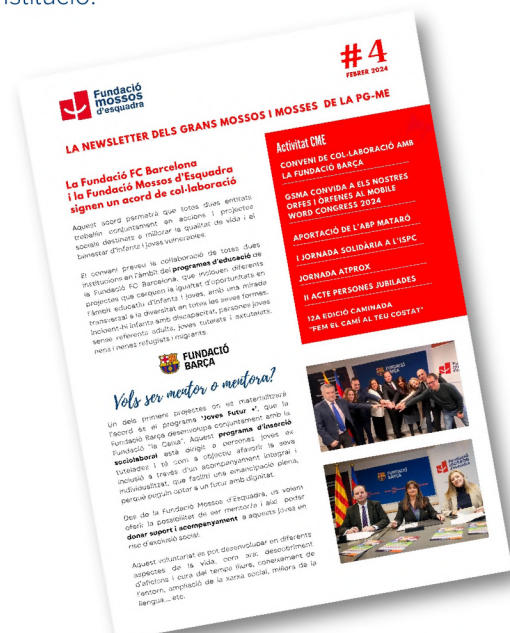 institució.
Fundació
mossos
d'esquadra
#4
FEBRER 2024
LA NEWSLETTER DELS GRANS MOSSOS I MOSSES DE LA PG-ME
La Fundació FC Barcelona
i la Fundació Mossos d'Esquadra
signen un acord de col·laboració
Aquest acord permetrà que totes dues entitats
treballin conjuntament en accions i projectes
socials destinats a millorar la qualitat de vida i el
benestar d'infants i joves vulnerables.
El conveni preveu la col·laboració de totes dues
institucions en l'àmbit del programes d'educació de
la Fundació FC Barcelona, que inclouen diferents
projectes que cerquen la igualtat d'oportunitats en
l'àmbit educatiu d'infants i joves, amb una mirada
transversal a la diversitat en totes les seves formes,
incident-hi infants amb discapacitat, persones joves
sense referents adults, joves tutelats i extutelats,
nens i nenes refugiats i migrants.
FUNDACIÓ
BARÇA
Vols ser mentor o mentora?
Un dels primers projectes on es materialitzarà
l'acord és el programa "Joves Futur +", que la
Fundació Barça desenvolupa conjuntament amb la
Fundació "la Caixa". Aquest programa d'inserció
sociolaboral està dirigit a persones joves ex
tutelades i té com a objectiu afavorir la seva
inclusió a través d'un acompanyament integral i
individualitzat, que faciliti una emancipació plena,
perquè puguin optar a un futur amb dignitat.
Des de la Fundació Mossos d'Esquadra, us volem
oferir la possibilitat de ser mentor/a i així poder
donar suport i acompanyament a aquests joves en
risc d'exclusió social.
Aquest voluntariat es pot desenvolupar en diferents
aspectes de la vida, com ara: descobriment
d'aficions i cura del temps lliure, coneixement de
l'entorn, ampliació de la xarxa social, millora de la
llengua... etc.
Activitat CME
CONVENI DE COL·LABORACIÓ AMB
LA FUNDACIÓ BARÇA
GSMA CONVIDA A ELS NOSTRES
ORFES I ÒRFENES AL MOBILE
WORD CONGRESS 2024
APORTACIÓ DE L'ABP MATARÓ
I JORNADA SOLIDÀRIA A L'ISPC
JORNADA ATPROX
II ACTE PERSONES JUBILADES
12A EDICIÓ CAMINADA
"FEM EL CAMÍ AL TEU COSTAT"